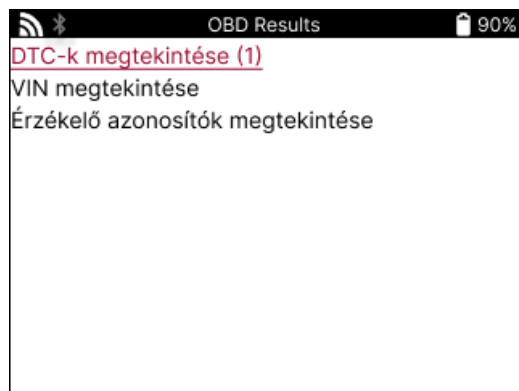 OBD Results 90%
DTC-k megtekintése (1)
VIN megtekintése
Érzékelő azonosítók megtekintése